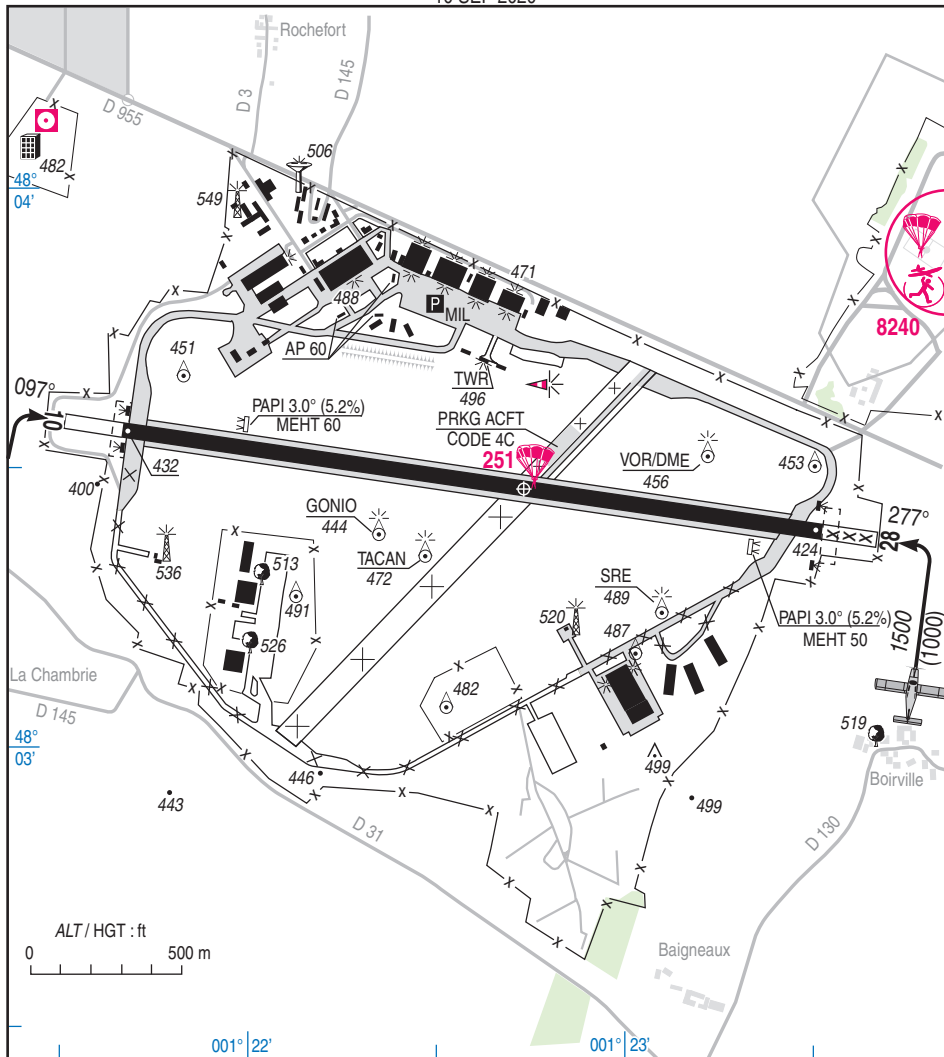 Rochefort
D 955
D 3
D 145
506
482
48°
04'
549
471
488
P
MIL
8240
AP 60
451
TWR
496
097°
10
PAPI 3.0° (5.2%)
MEHT 60
PRKG ACFT
CODE 4C
251
VOR/DME
456
453
432
400
GONIO
444
277°
28
424
TACAN
472
536
513
SRE
489
491
520
PAPI 3.0° (5.2%)
MEHT 50
1500
(1000)
487
526
La Chambrie
D 145
482
519
48°
03'
499
Boirville
446
443
499
D 31
D 130
ALT / HGT : ft
0 500 m
Baigneaux
001° 22'
001° 23'